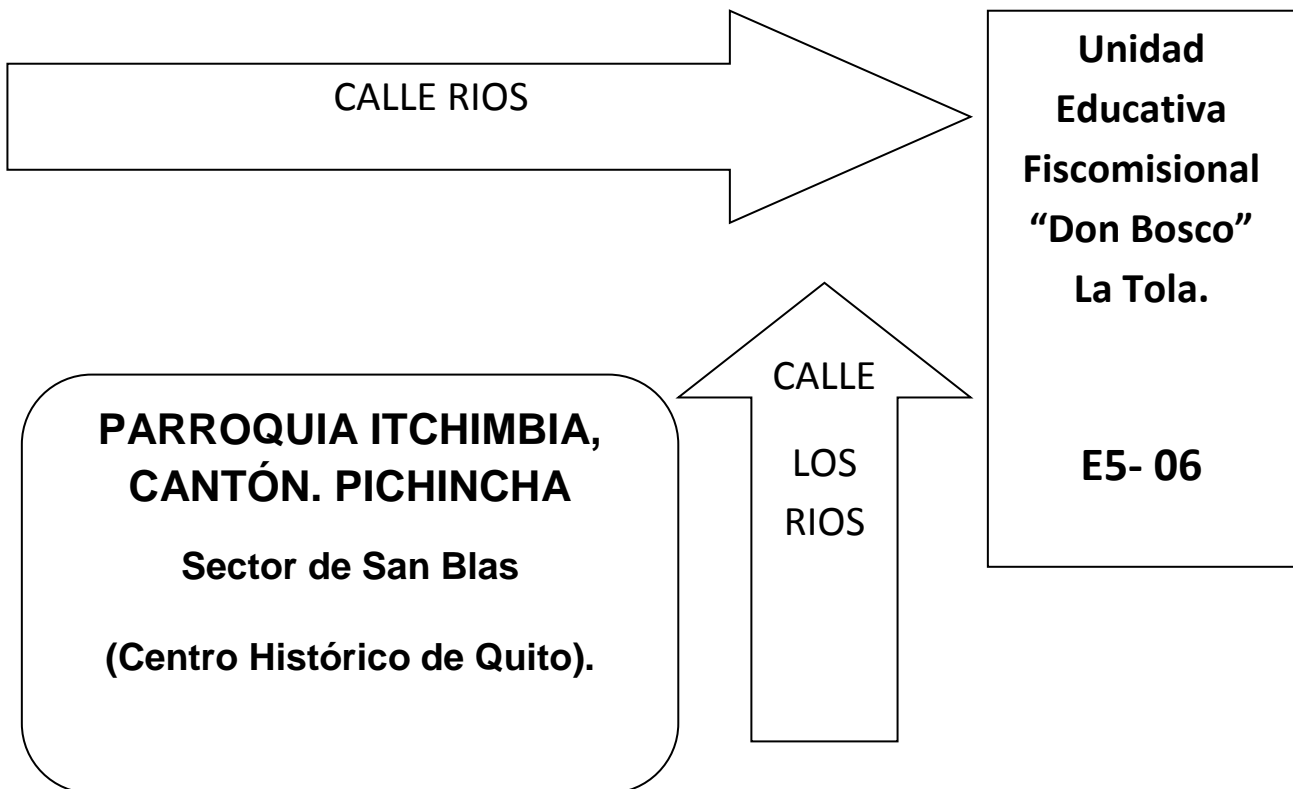 CALLE RIOS
Unidad
Educativa
Fiscomisional
“Don Bosco”
La Tola.
E5- 06
CALLE
LOS
RIOS
PARROQUIA ITCHIMBIA,
CANTÓN. PICHINCHA
Sector de San Blas
(Centro Histórico de Quito).